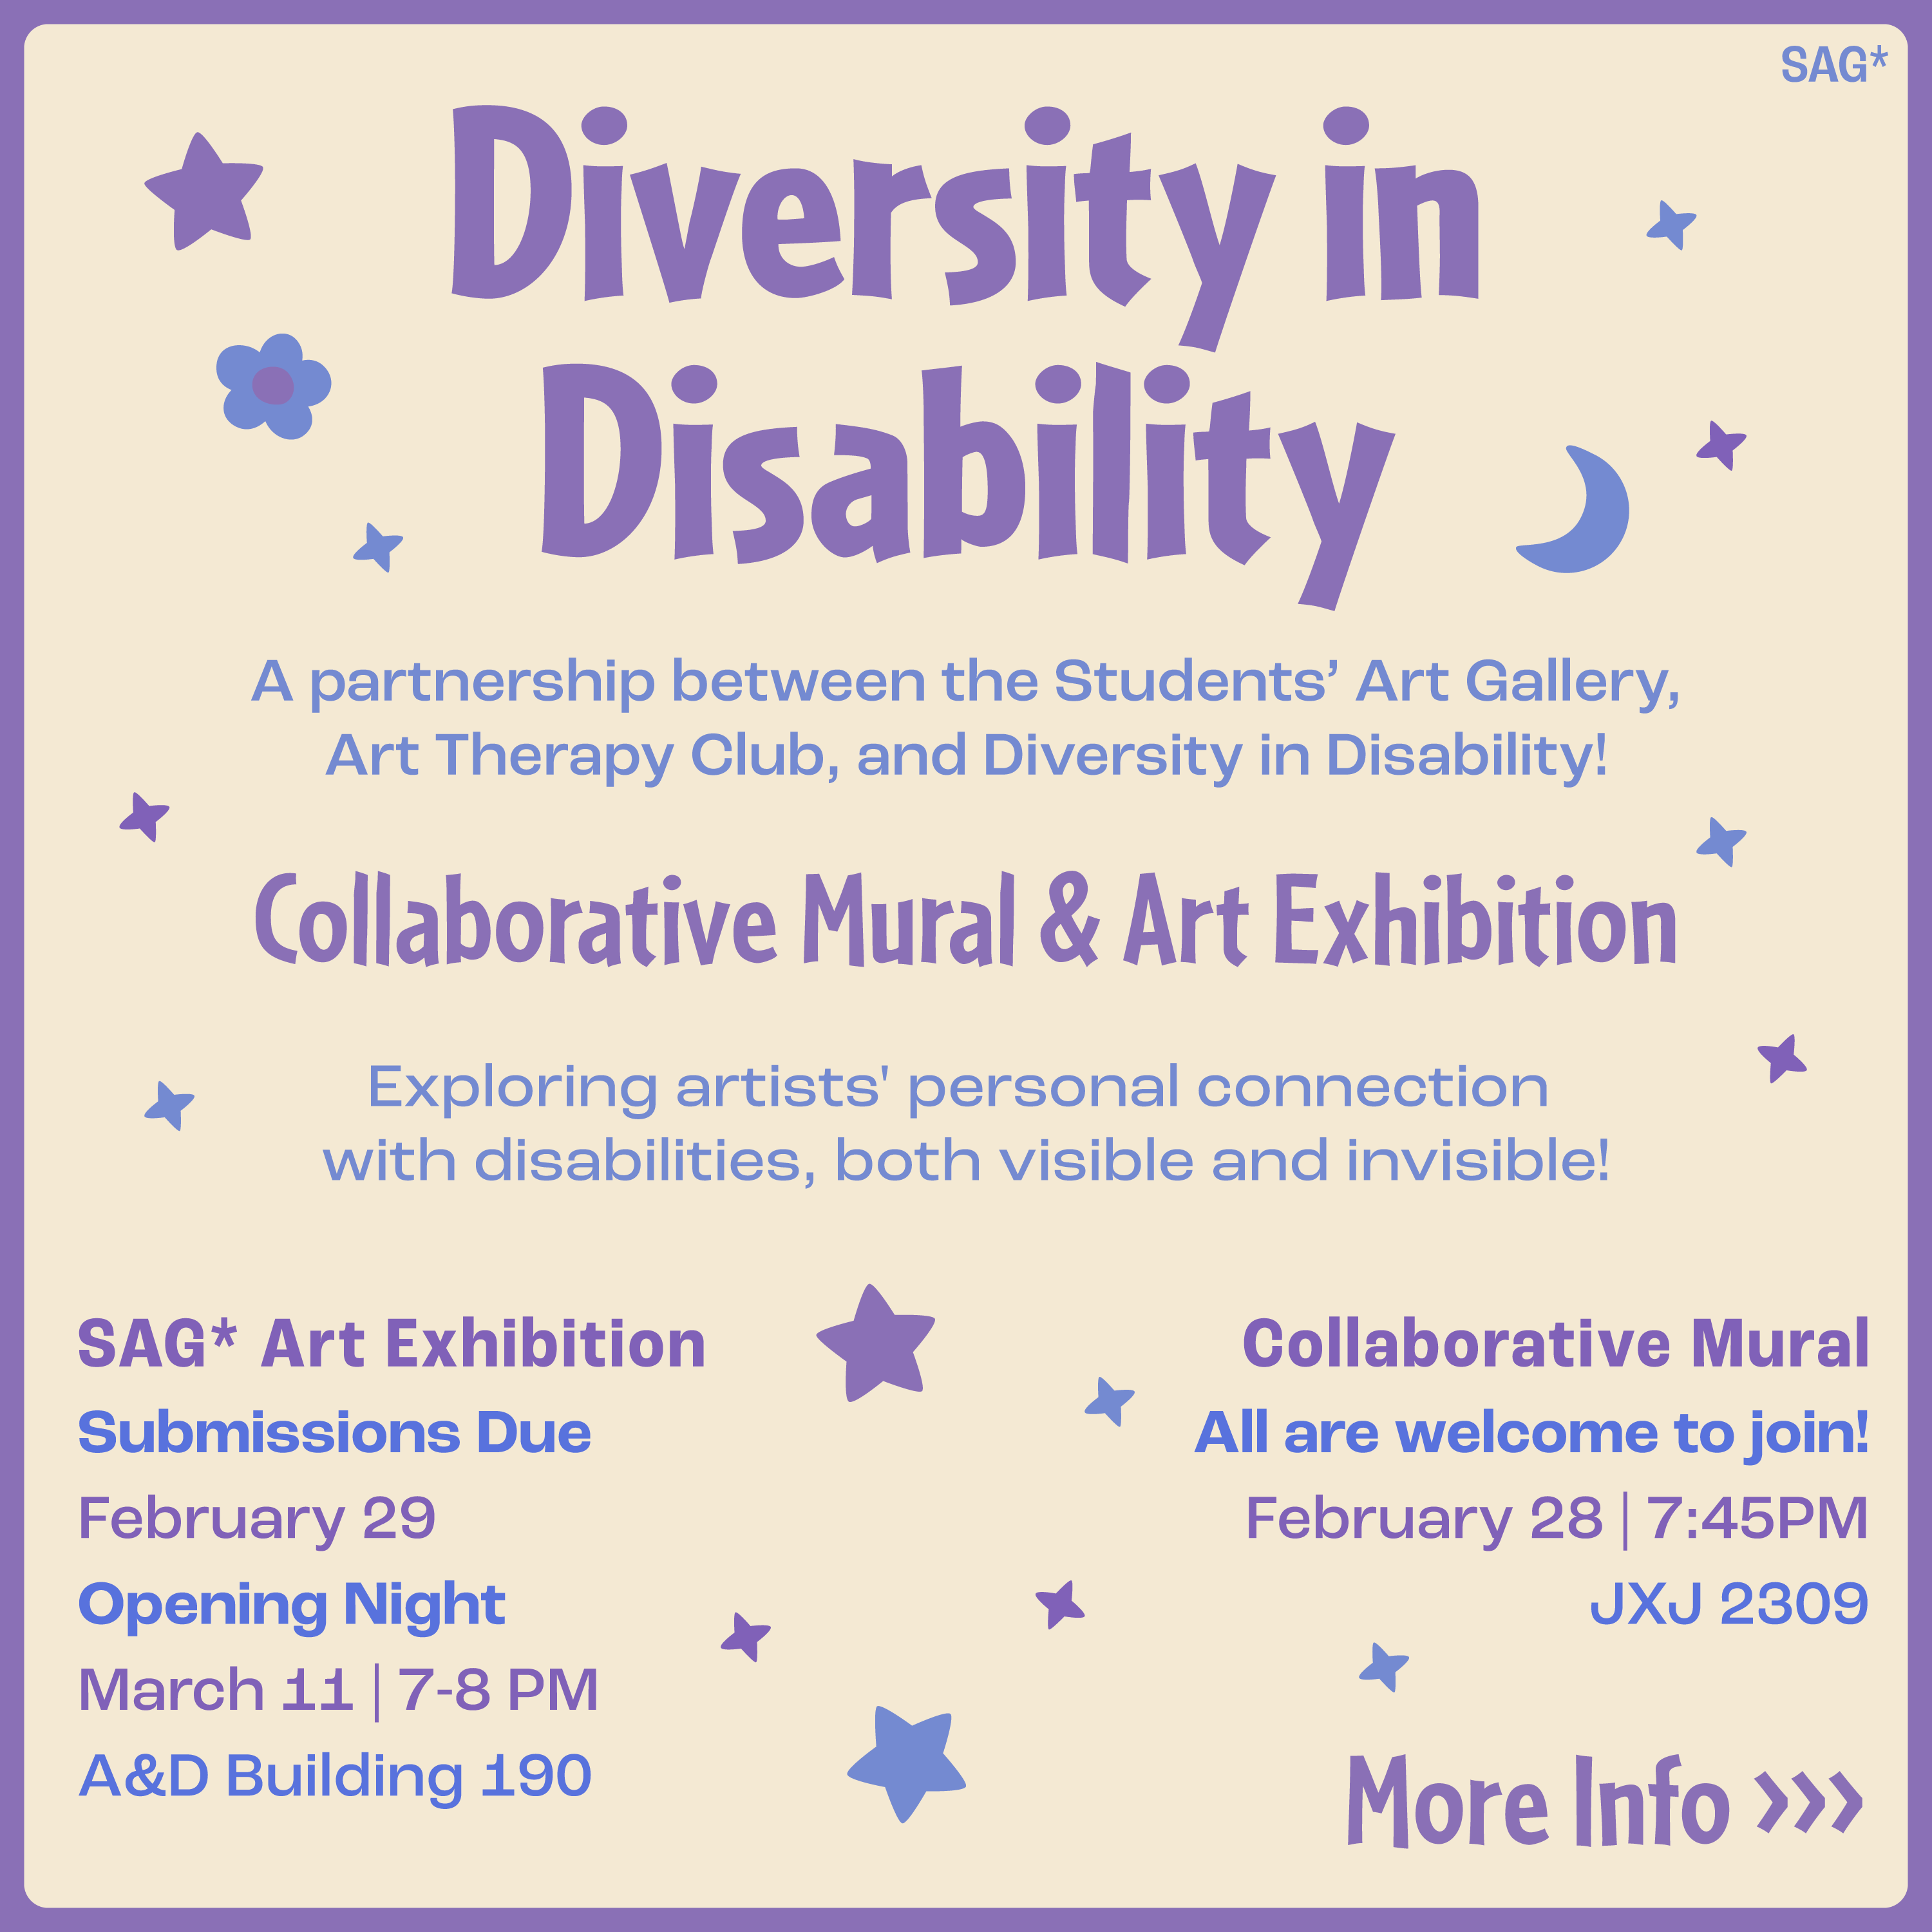 SAG*
Diversity in
Disability
A partnership between the Students’ Art Gallery,
Art Therapy Club, and Diversity in Disability!
Collaborative Mural & Art Exhibition
Exploring artists' personal connection
with disabilities, both visible and invisible!
SAG* Art Exhibition
Submissions Due
February 29
Opening Night
March 11 | 7-8 PM
A&D Building 190
Collaborative Mural
All are welcome to join!
February 28 | 7:45PM
JXJ 2309
More Info >>>